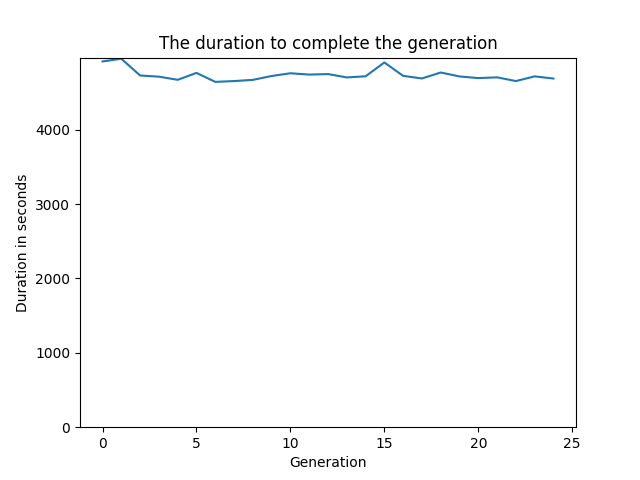 The duration to complete the generation
Duration in seconds
4000
3000
2000
1000
0
0 5 10 15 20 25
Generation